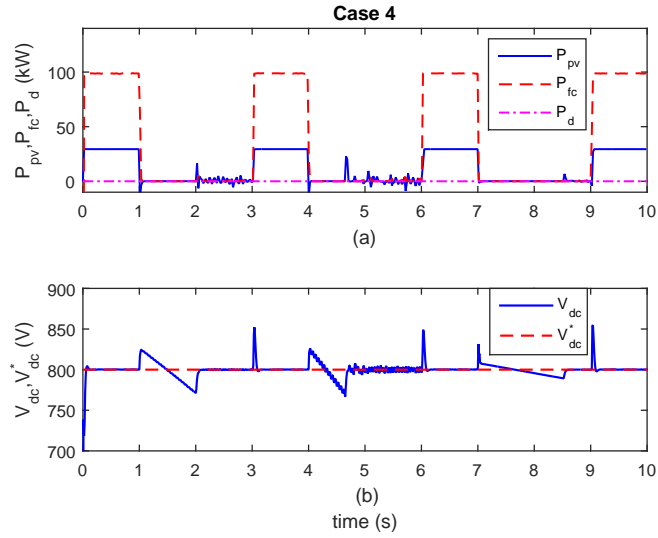 Case 4
P_pv,P_fc,P_d (kW)
100
50
0
P_pv
P_fc
P_d
0 1 2 3 4 5 6 7 8 9 10
(a)
V_dc,V*_dc (V)
900
850
800
750
700
V_dc
V*_dc
0 1 2 3 4 5 6 7 8 9 10
(b)
time (s)